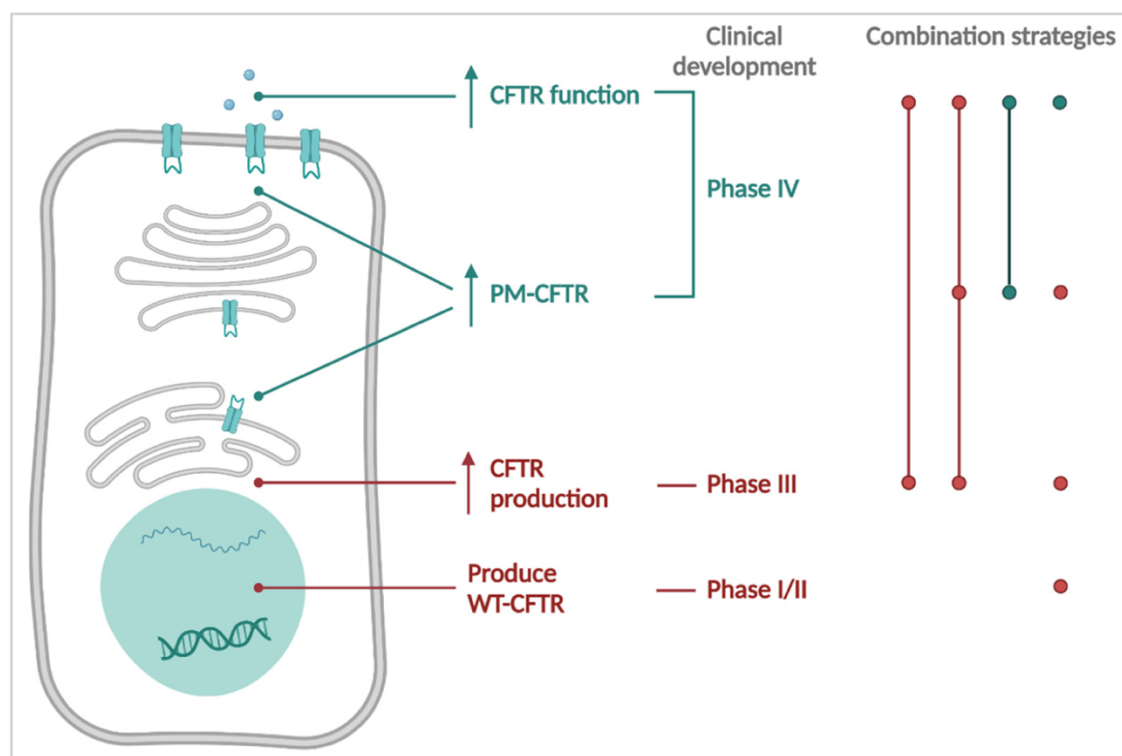 Clinical
development
Combination strategies
CFTR function
Phase IV
PM-CFTR
CFTR
production
Phase III
Produce
WT-CFTR
Phase I/II